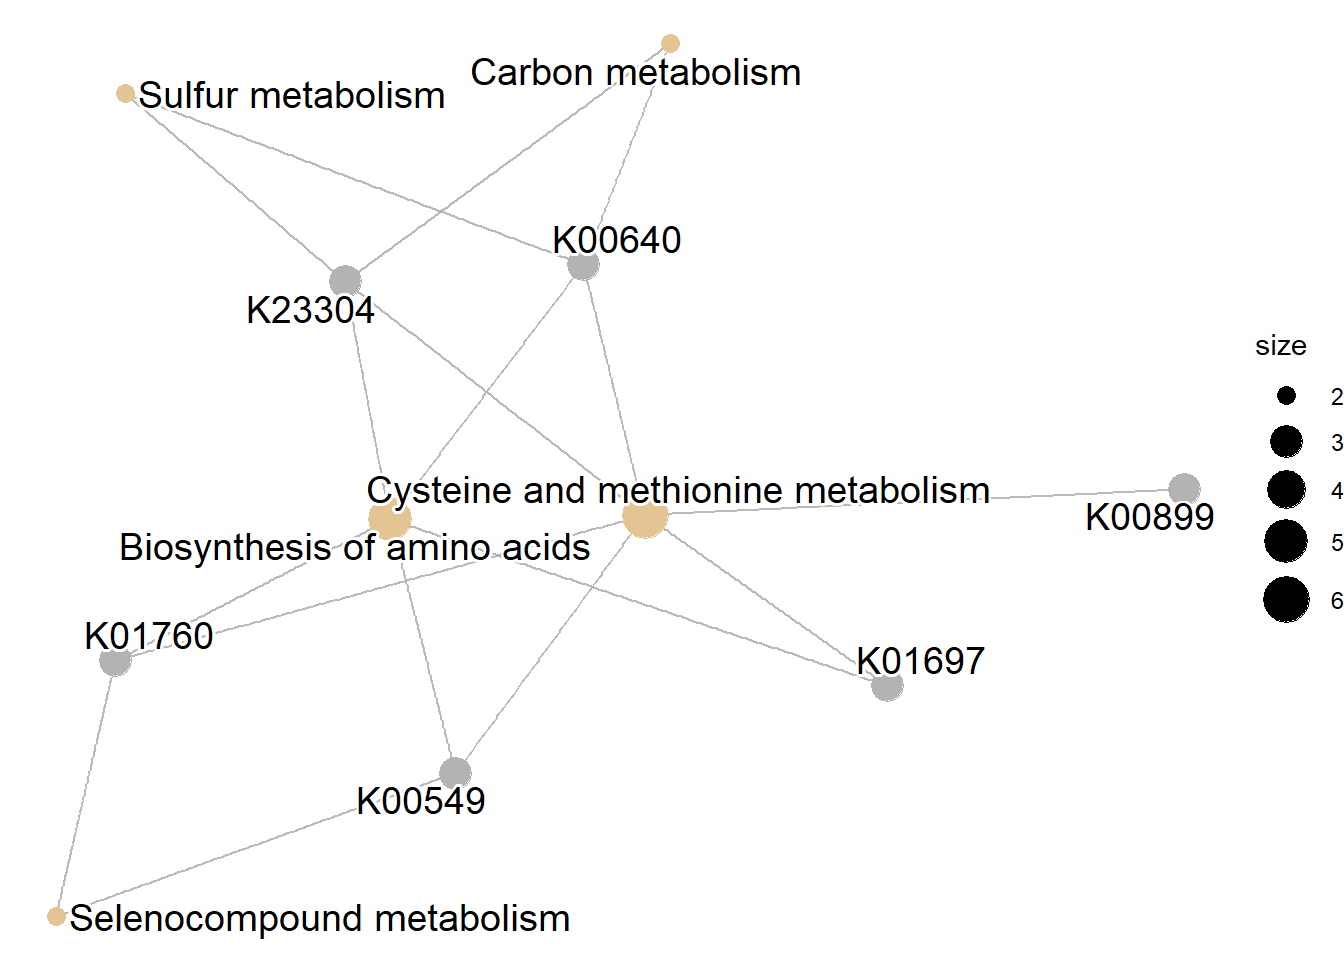 Carbon metabolism
Sulfur metabolism
K00640
K23304
size
2
3
4
5
6
Cysteine and methionine metabolism
K00899
Biosynthesis of amino acids
K01760
K01697
K00549
Selenocompound metabolism